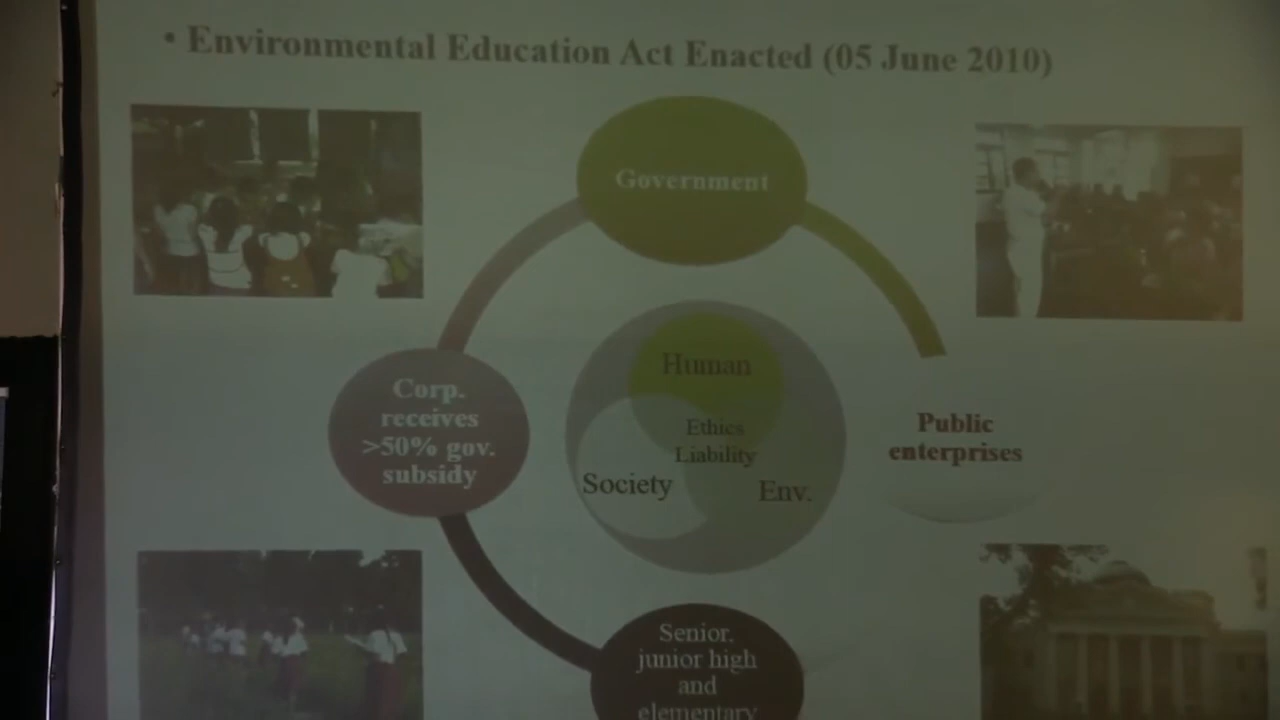 • Environmental Education Act Enacted (05 June 2010)
Government
Corp.
receives
>50% gov.
subsidy
Human
Ethics
Liability
Society
Env.
Public
enterprises
Senior.
junior high
and
elementary